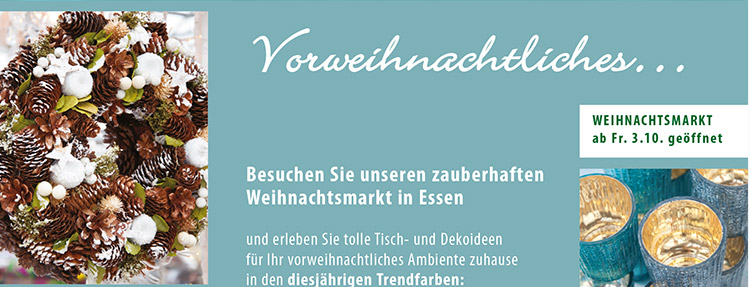 Vorweihnachtliches...
WEIHNACHTSMARKT
ab Fr. 3.10. geöffnet
Besuchen Sie unseren zauberhaften
Weihnachtsmarkt in Essen
und erleben Sie tolle Tisch- und Dekoideen
für Ihr vorweihnachtliches Ambiente zuhause
in den diesjährigen Trendfarben: